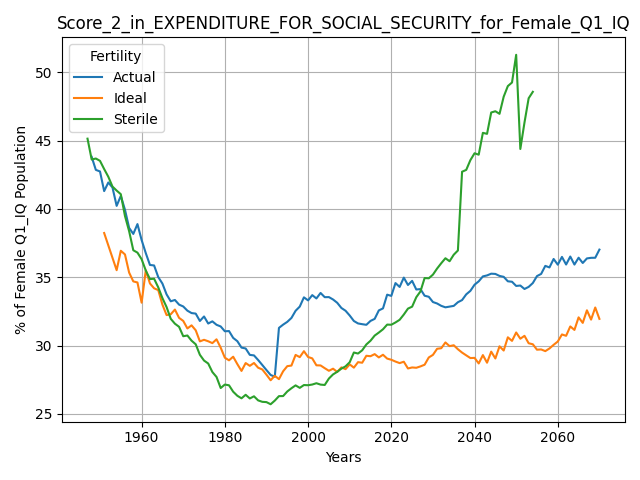 Score_2_in_EXPENDITURE_FOR_SOCIAL_SECURITY_for_Female_Q1_IQ
Fertility
Actual
Ideal
Sterile
% of Female Q1_IQ Population
50
45
40
35
30
25
1960 1980 2000 2020 2040 2060
Years